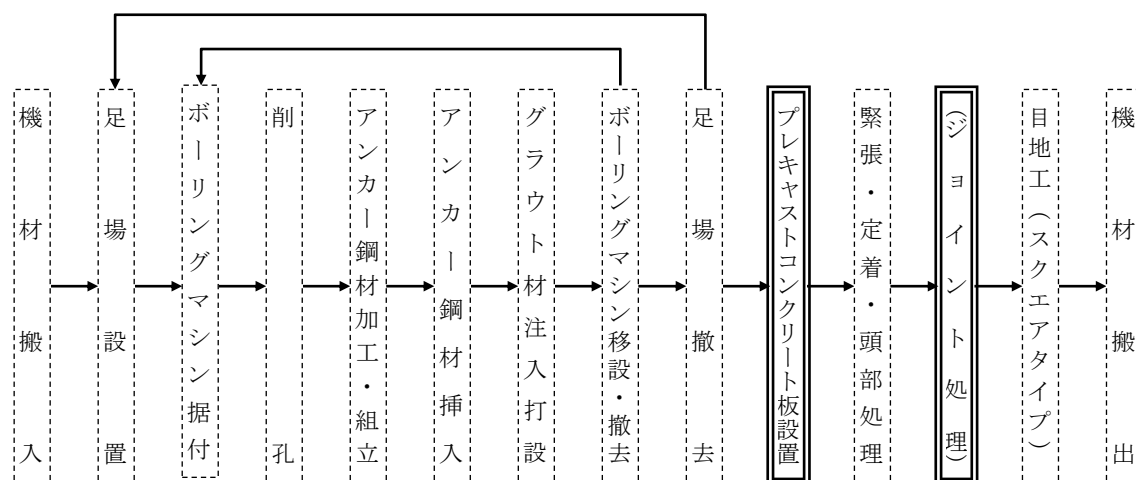 機材搬入
足場設置
ボーリングマシン据付
削孔
アンカー鋼材加工・組立
アンカー鋼材挿入
グラウト材注入打設
ボーリングマシン移設・撤去
足場撤去
プレキャストコンクリート板設置
緊張・定着・頭部処理
(ジョイント処理)
目地工(スクエアタイプ)
機材搬出